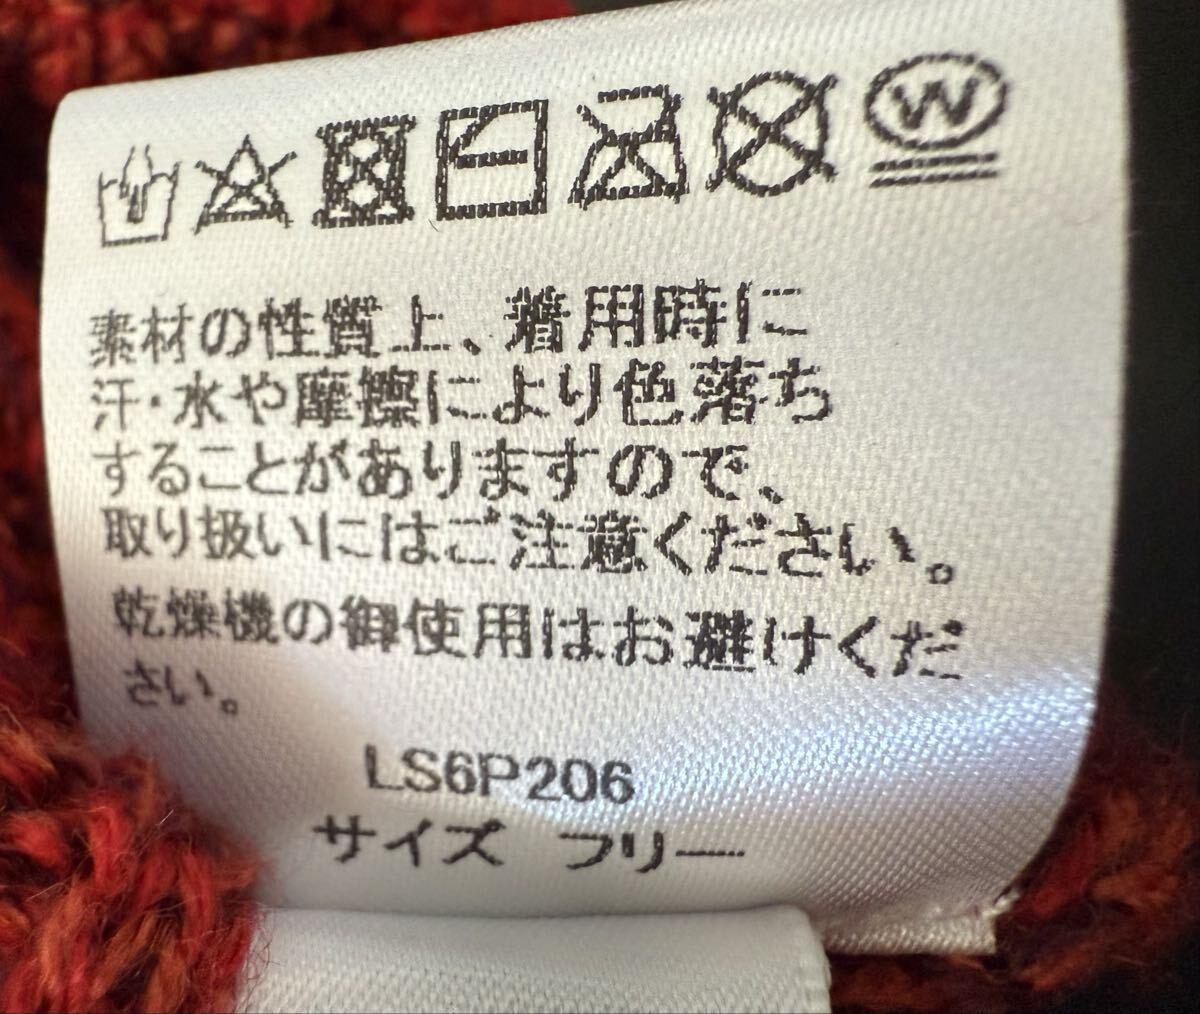 W
素材の性質上、着用時に
汗・水や摩擦により色落ち
することがありますので、
取り扱いにはご注意ください。
乾燥機の御使用はお避けくだ
さい。
LS6P206
サイズ フリー